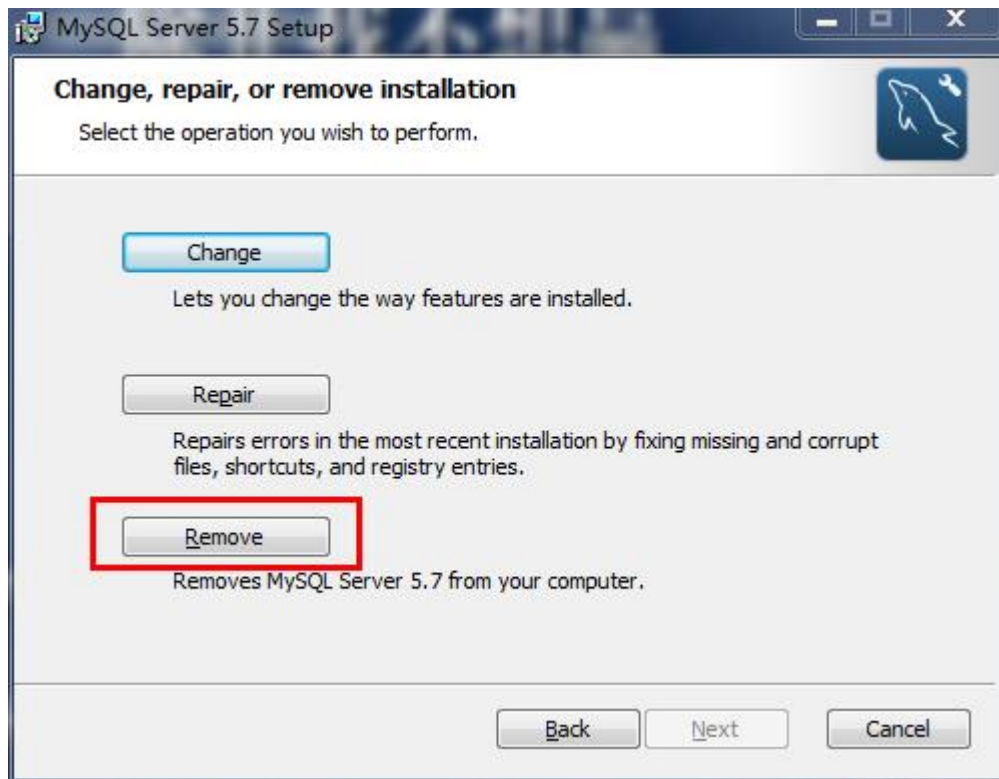 MySQL Server 5.7 Setup
Change, repair, or remove installation
Select the operation you wish to perform.
Change
Lets you change the way features are installed.
Repair
Repairs errors in the most recent installation by fixing missing and corrupt
files, shortcuts, and registry entries.
Remove
Removes MySQL Server 5.7 from your computer.
Back Next Cancel